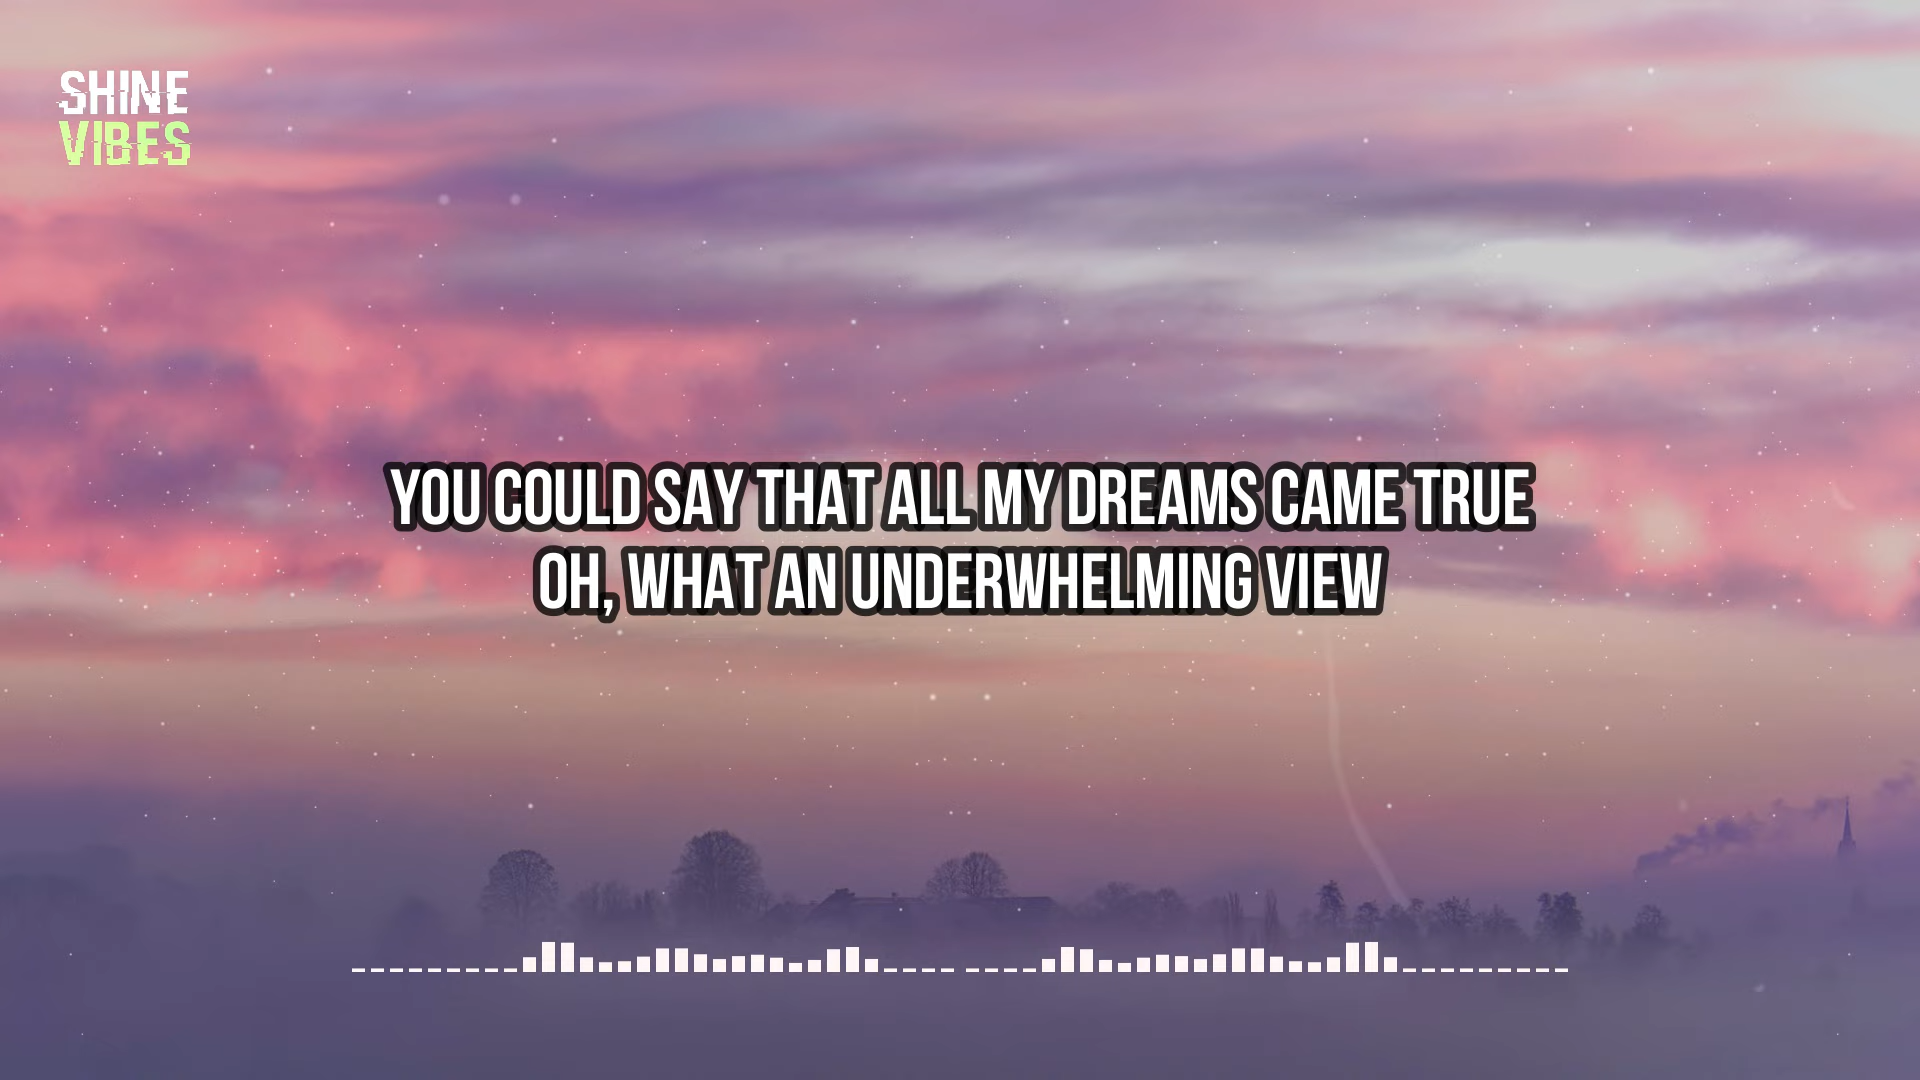 SHINE
VIBES
YOU COULD SAY THAT ALL MY DREAMS CAME TRUE
OH, WHAT AN UNDERWHELMING VIEW